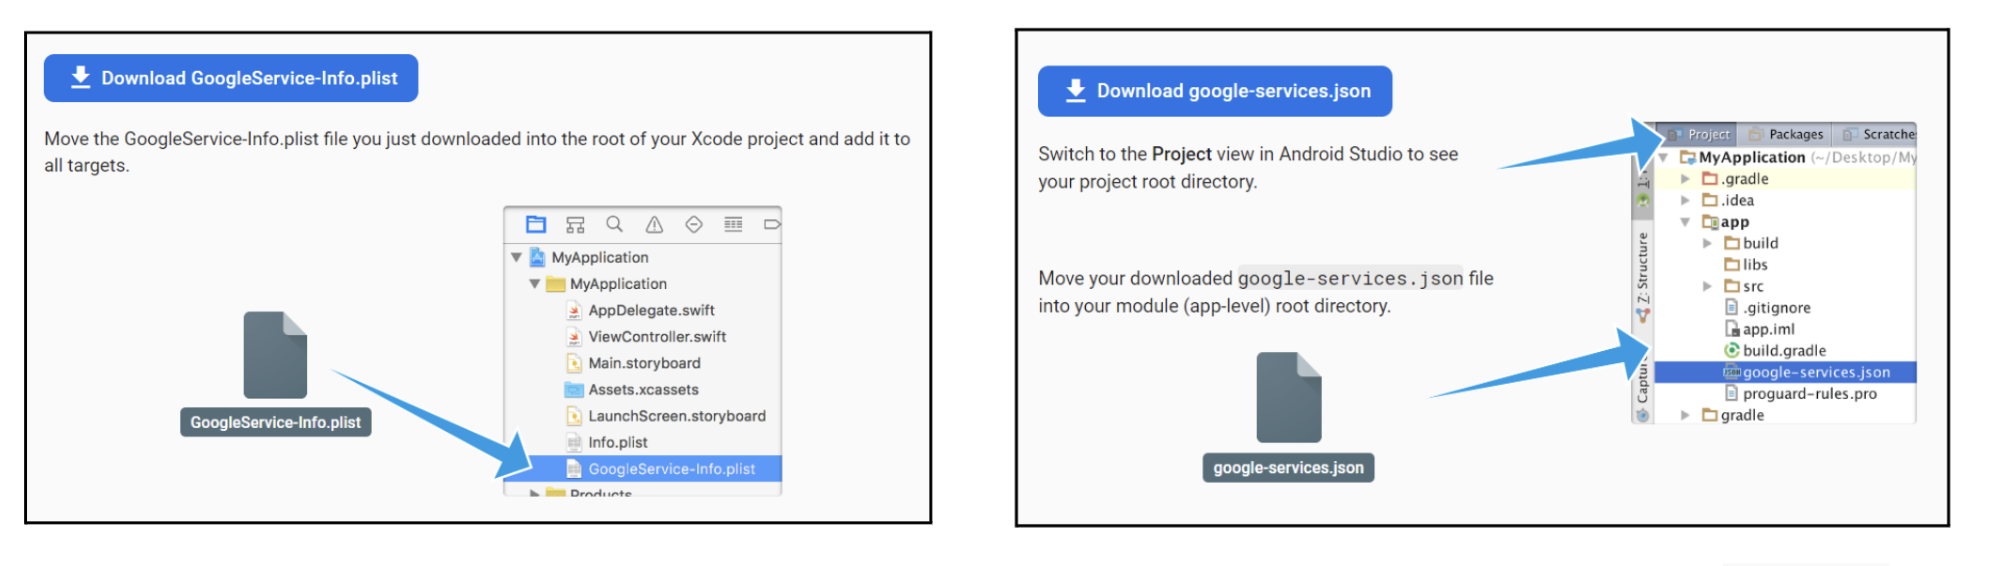 Download GoogleService-Info.plist
Move the GoogleService-Info.plist file you just downloaded into the root of your Xcode project and add it to
all targets.
MyApplication
MyApplication
AppDelegate.swift
ViewController.swift
Main.storyboard
Assets.xcassets
LaunchScreen.storyboard
Info.plist
GoogleService-Info.plist
Products
GoogleService-Info.plist
Download google-services.json
Switch to the Project view in Android Studio to see
your project root directory.
Move your downloaded google-services.json file
into your module (app-level) root directory.
google-services.json
Project Packages Scratche
MyApplication (~/Desktop/My
.gradle
.idea
app
build
libs
src
.gitignore
app.iml
build.gradle
google-services.json
proguard-rules.pro
gradle
1:
Z: Structure
Captur